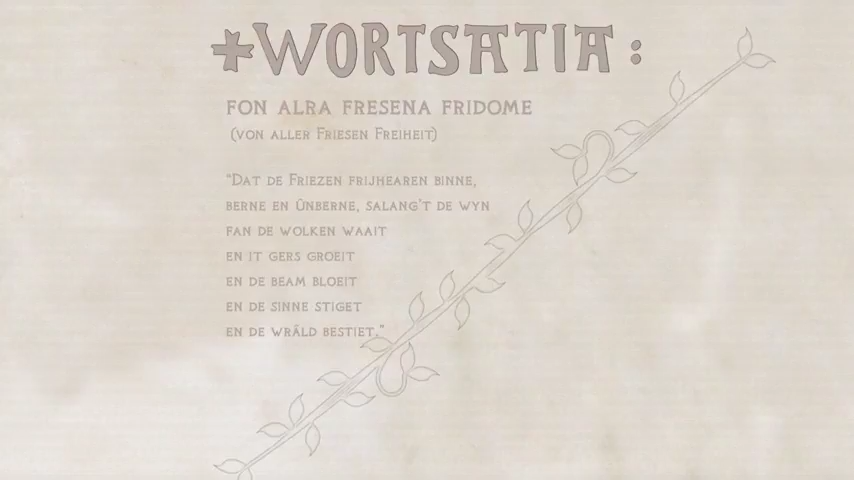 WORTSATIA:
FON ALRA FRESENA FRIDOME
(VON ALLER FRIESEN FREIHEIT)
"DAT DE FRIEZEN FRIJHEAREN BINNE,
BERNE EN ÛNBERNE, SALANG'T DE WYN
FAN DE WOLKEN WAAIT
EN IT GERS GROEIT
EN DE BEAM BLOEIT
EN DE SINNE STIGET
EN DE WRÂLD BESTIET."